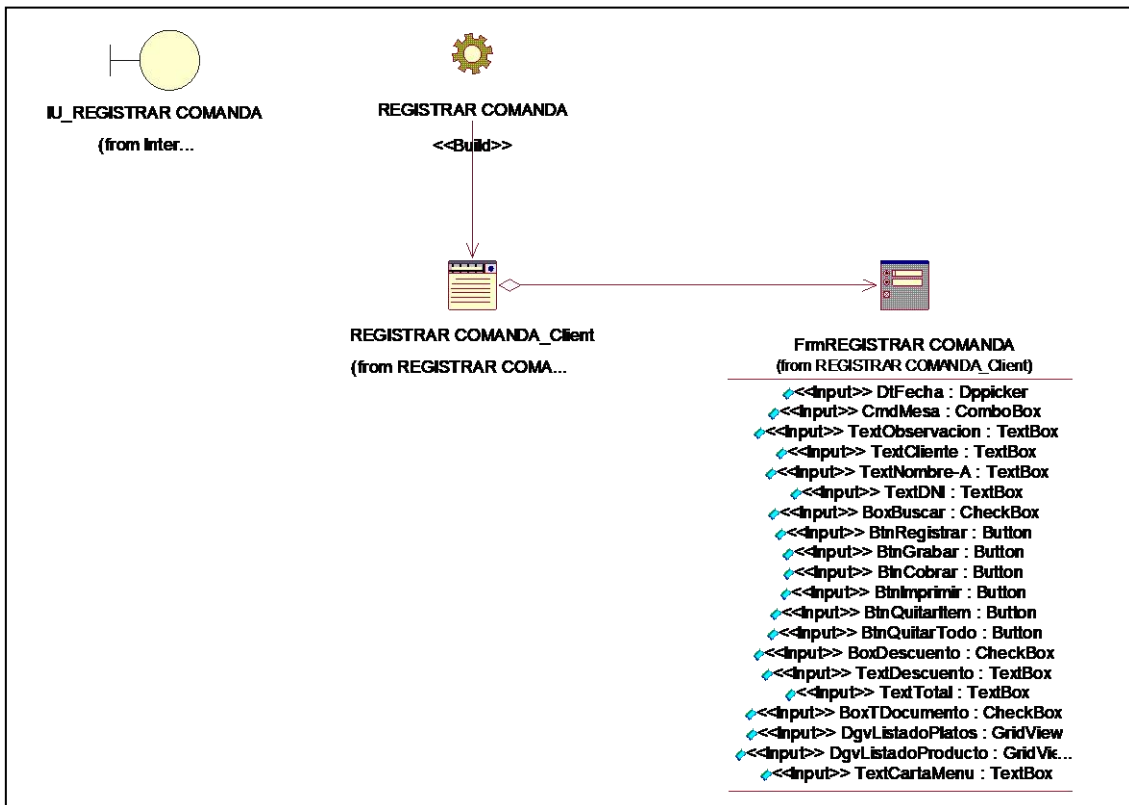 IU_REGISTRAR COMANDA
(from Inter...
REGISTRAR COMANDA
<<Build>>
REGISTRAR COMANDA_Client
(from REGISTRAR COMA...
FrmREGISTRAR COMANDA
(from REGISTRAR COMANDA_Client)
<<Input>> DtFecha : Dppicker
<<Input>> CmdMesa : ComboBox
<<Input>> TextObservacion : TextBox
<<Input>> TextCliente : TextBox
<<Input>> TextNombre-A : TextBox
<<Input>> TextDNI : TextBox
<<Input>> BoxBuscar : CheckBox
<<Input>> BtnRegistrar : Button
<<Input>> BtnGrabar : Button
<<Input>> BtnCobrar : Button
<<Input>> BtnImprimir : Button
<<Input>> BtnQuitarItem : Button
<<Input>> BtnQuitarTodo : Button
<<Input>> BoxDescuento : CheckBox
<<Input>> TextDescuento : TextBox
<<Input>> TextTotal : TextBox
<<Input>> BoxTDocumento : CheckBox
<<Input>> DgvListadoPlatos : GridView
<<Input>> DgvListadoProducto : GridVie...
<<Input>> TextCartaMenu : TextBox